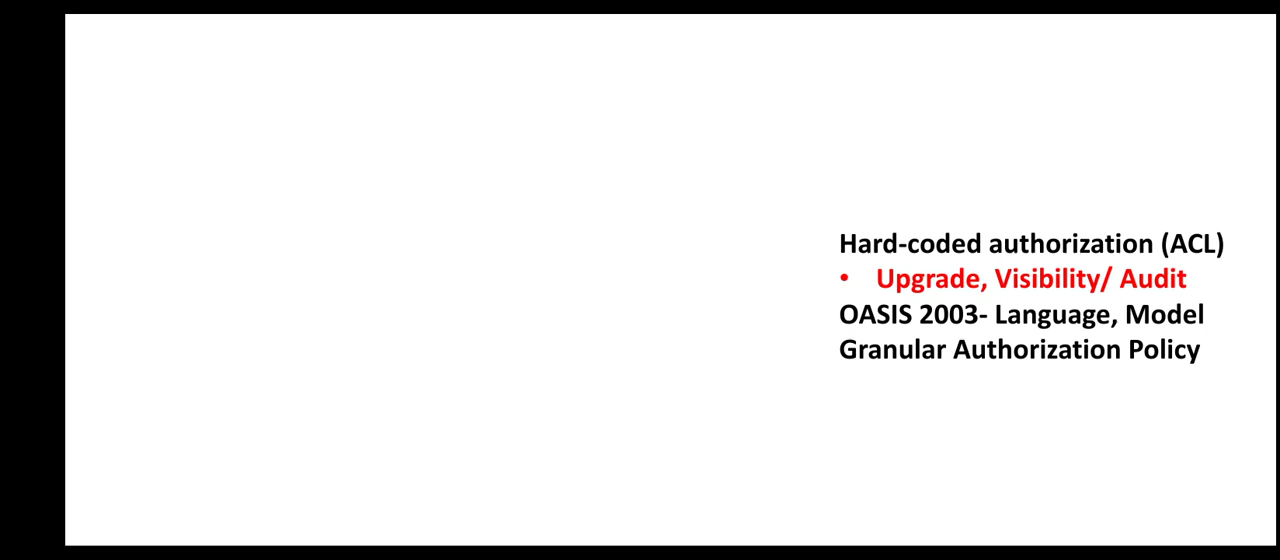 Hard-coded authorization (ACL)
• Upgrade, Visibility/ Audit
OASIS 2003- Language, Model
Granular Authorization Policy